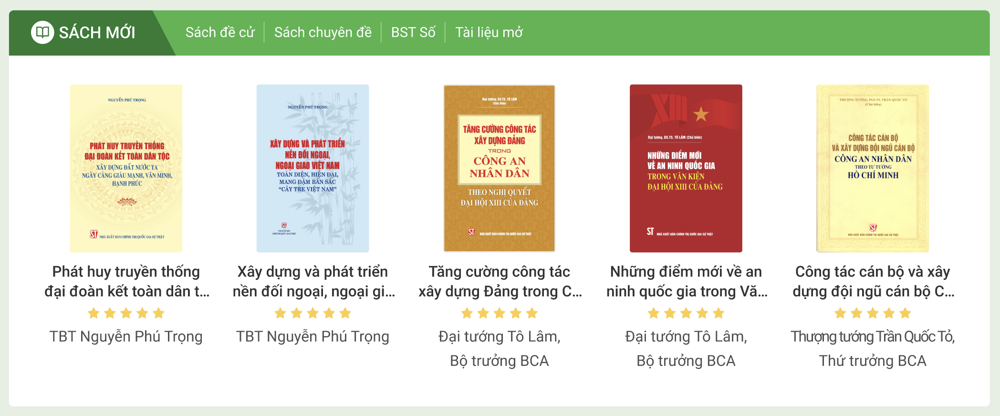 SÁCH MỚI
Sách đề cử
Sách chuyên đề
BST Số
Tài liệu mở
NGUYỄN PHÚ TRỌNG
PHÁT HUY TRUYỀN THỐNG
ĐẠI ĐOÀN KẾT TOÀN DÂN TỘC
XÂY DỰNG ĐẤT NƯỚC TA
NGÀY CÀNG GIÀU MẠNH, VĂN MINH,
HẠNH PHÚC
ST NHÀ XUẤT BẢN CHÍNH TRỊ QUỐC GIA SỰ THẬT
NGUYỄN PHÚ TRỌNG
XÂY DỰNG VÀ PHÁT TRIỂN
NỀN ĐỐI NGOẠI,
NGOẠI GIAO VIỆT NAM
TOÀN DIỆN, HIỆN ĐẠI,
MANG ĐẬM BẢN SẮC
“CÂY TRE VIỆT NAM”
ST
NHÀ XUẤT BẢN
CHÍNH TRỊ QUỐC GIA SỰ THẬT
Đại tướng, GS.TS. TÔ LÂM
(Chủ biên)
TĂNG CƯỜNG CÔNG TÁC
XÂY DỰNG ĐẢNG
TRONG
CÔNG AN
NHÂN DÂN
THEO NGHỊ QUYẾT
ĐẠI HỘI XIII CỦA ĐẢNG
ST NHÀ XUẤT BẢN CHÍNH TRỊ QUỐC GIA SỰ THẬT
XIII
Đại tướng, GS.TS. TÔ LÂM (Chủ biên)
NHỮNG ĐIỂM MỚI
VỀ AN NINH QUỐC GIA
TRONG VĂN KIỆN
ĐẠI HỘI XIII CỦA ĐẢNG
ST NHÀ XUẤT BẢN CHÍNH TRỊ QUỐC GIA SỰ THẬT
THƯỢNG TƯỚNG, PGS.TS. TRẦN QUỐC TỎ
(Chủ biên)
CÔNG TÁC CÁN BỘ
VÀ XÂY DỰNG ĐỘI NGŨ CÁN BỘ
CÔNG AN NHÂN DÂN
THEO TƯ TƯỞNG
HỒ CHÍ MINH
ST
NHÀ XUẤT BẢN CHÍNH TRỊ QUỐC GIA SỰ THẬT
Phát huy truyền thống
đại đoàn kết toàn dân t...
TBT Nguyễn Phú Trọng
Xây dựng và phát triển
nền đối ngoại, ngoại gi...
TBT Nguyễn Phú Trọng
Tăng cường công tác
xây dựng Đảng trong C...
Đại tướng Tô Lâm,
Bộ trưởng BCA
Những điểm mới về an
ninh quốc gia trong Vă...
Đại tướng Tô Lâm,
Bộ trưởng BCA
Công tác cán bộ và xây
dựng đội ngũ cán bộ C...
Thượng tướng Trần Quốc Tỏ,
Thứ trưởng BCA